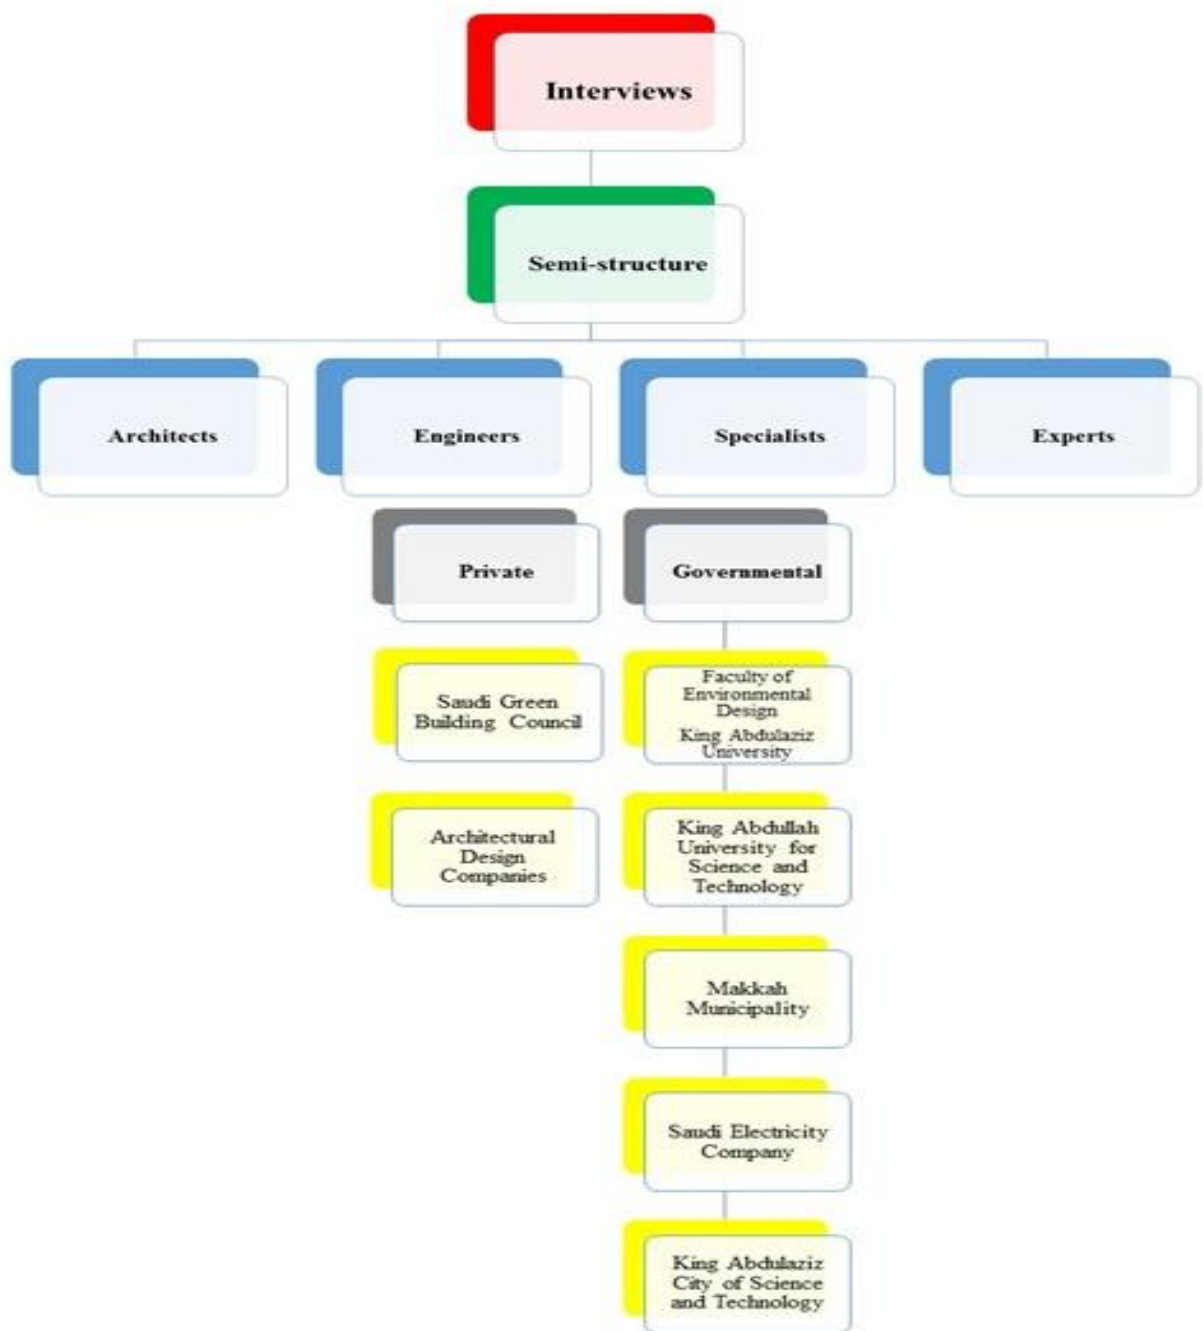 Interviews
Semi-structure
Architects
Engineers
Specialists
Experts
Private
Governmental
Saudi Green
Building Council
Faculty of
Environmental
Design
King Abdulaziz
University
Architectural
Design
Companies
King Abdullah
University for
Science and
Technology
Makkah
Municipality
Saudi Electricity
Company
King Abdulaziz
City of Science
and Technology